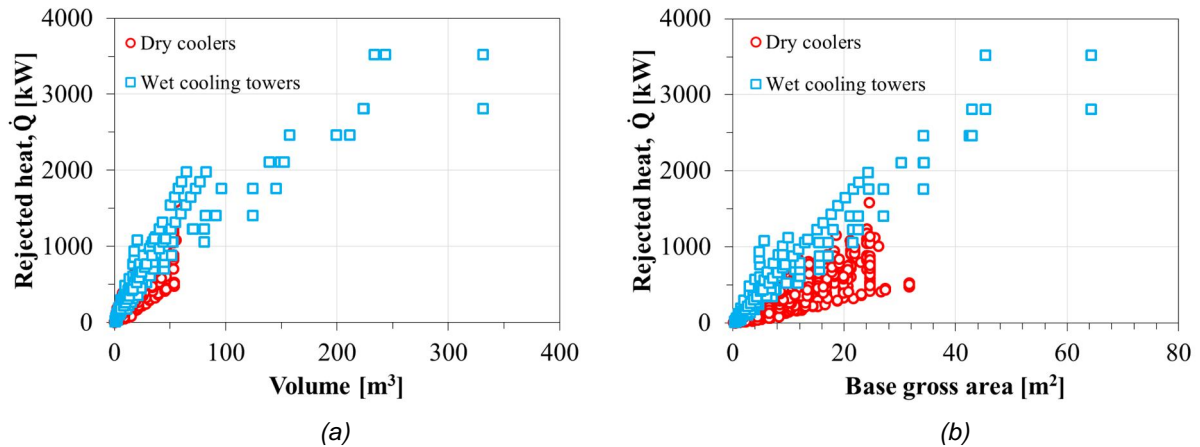 4000
3000
2000
1000
0
Rejected heat, Q̇ [kW]
Dry coolers
Wet cooling towers
0 100 200 300 400
Volume [m³]
(a)
4000
3000
2000
1000
0
Rejected heat, Q̇ [kW]
Dry coolers
Wet cooling towers
0 20 40 60 80
Base gross area [m²]
(b)